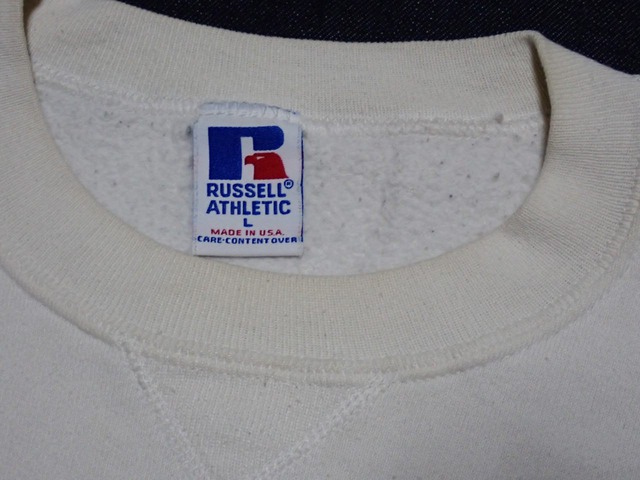 R
RUSSELL®
ATHLETIC
L
MADE IN U.S.A.
CARE·CONTENT OVER